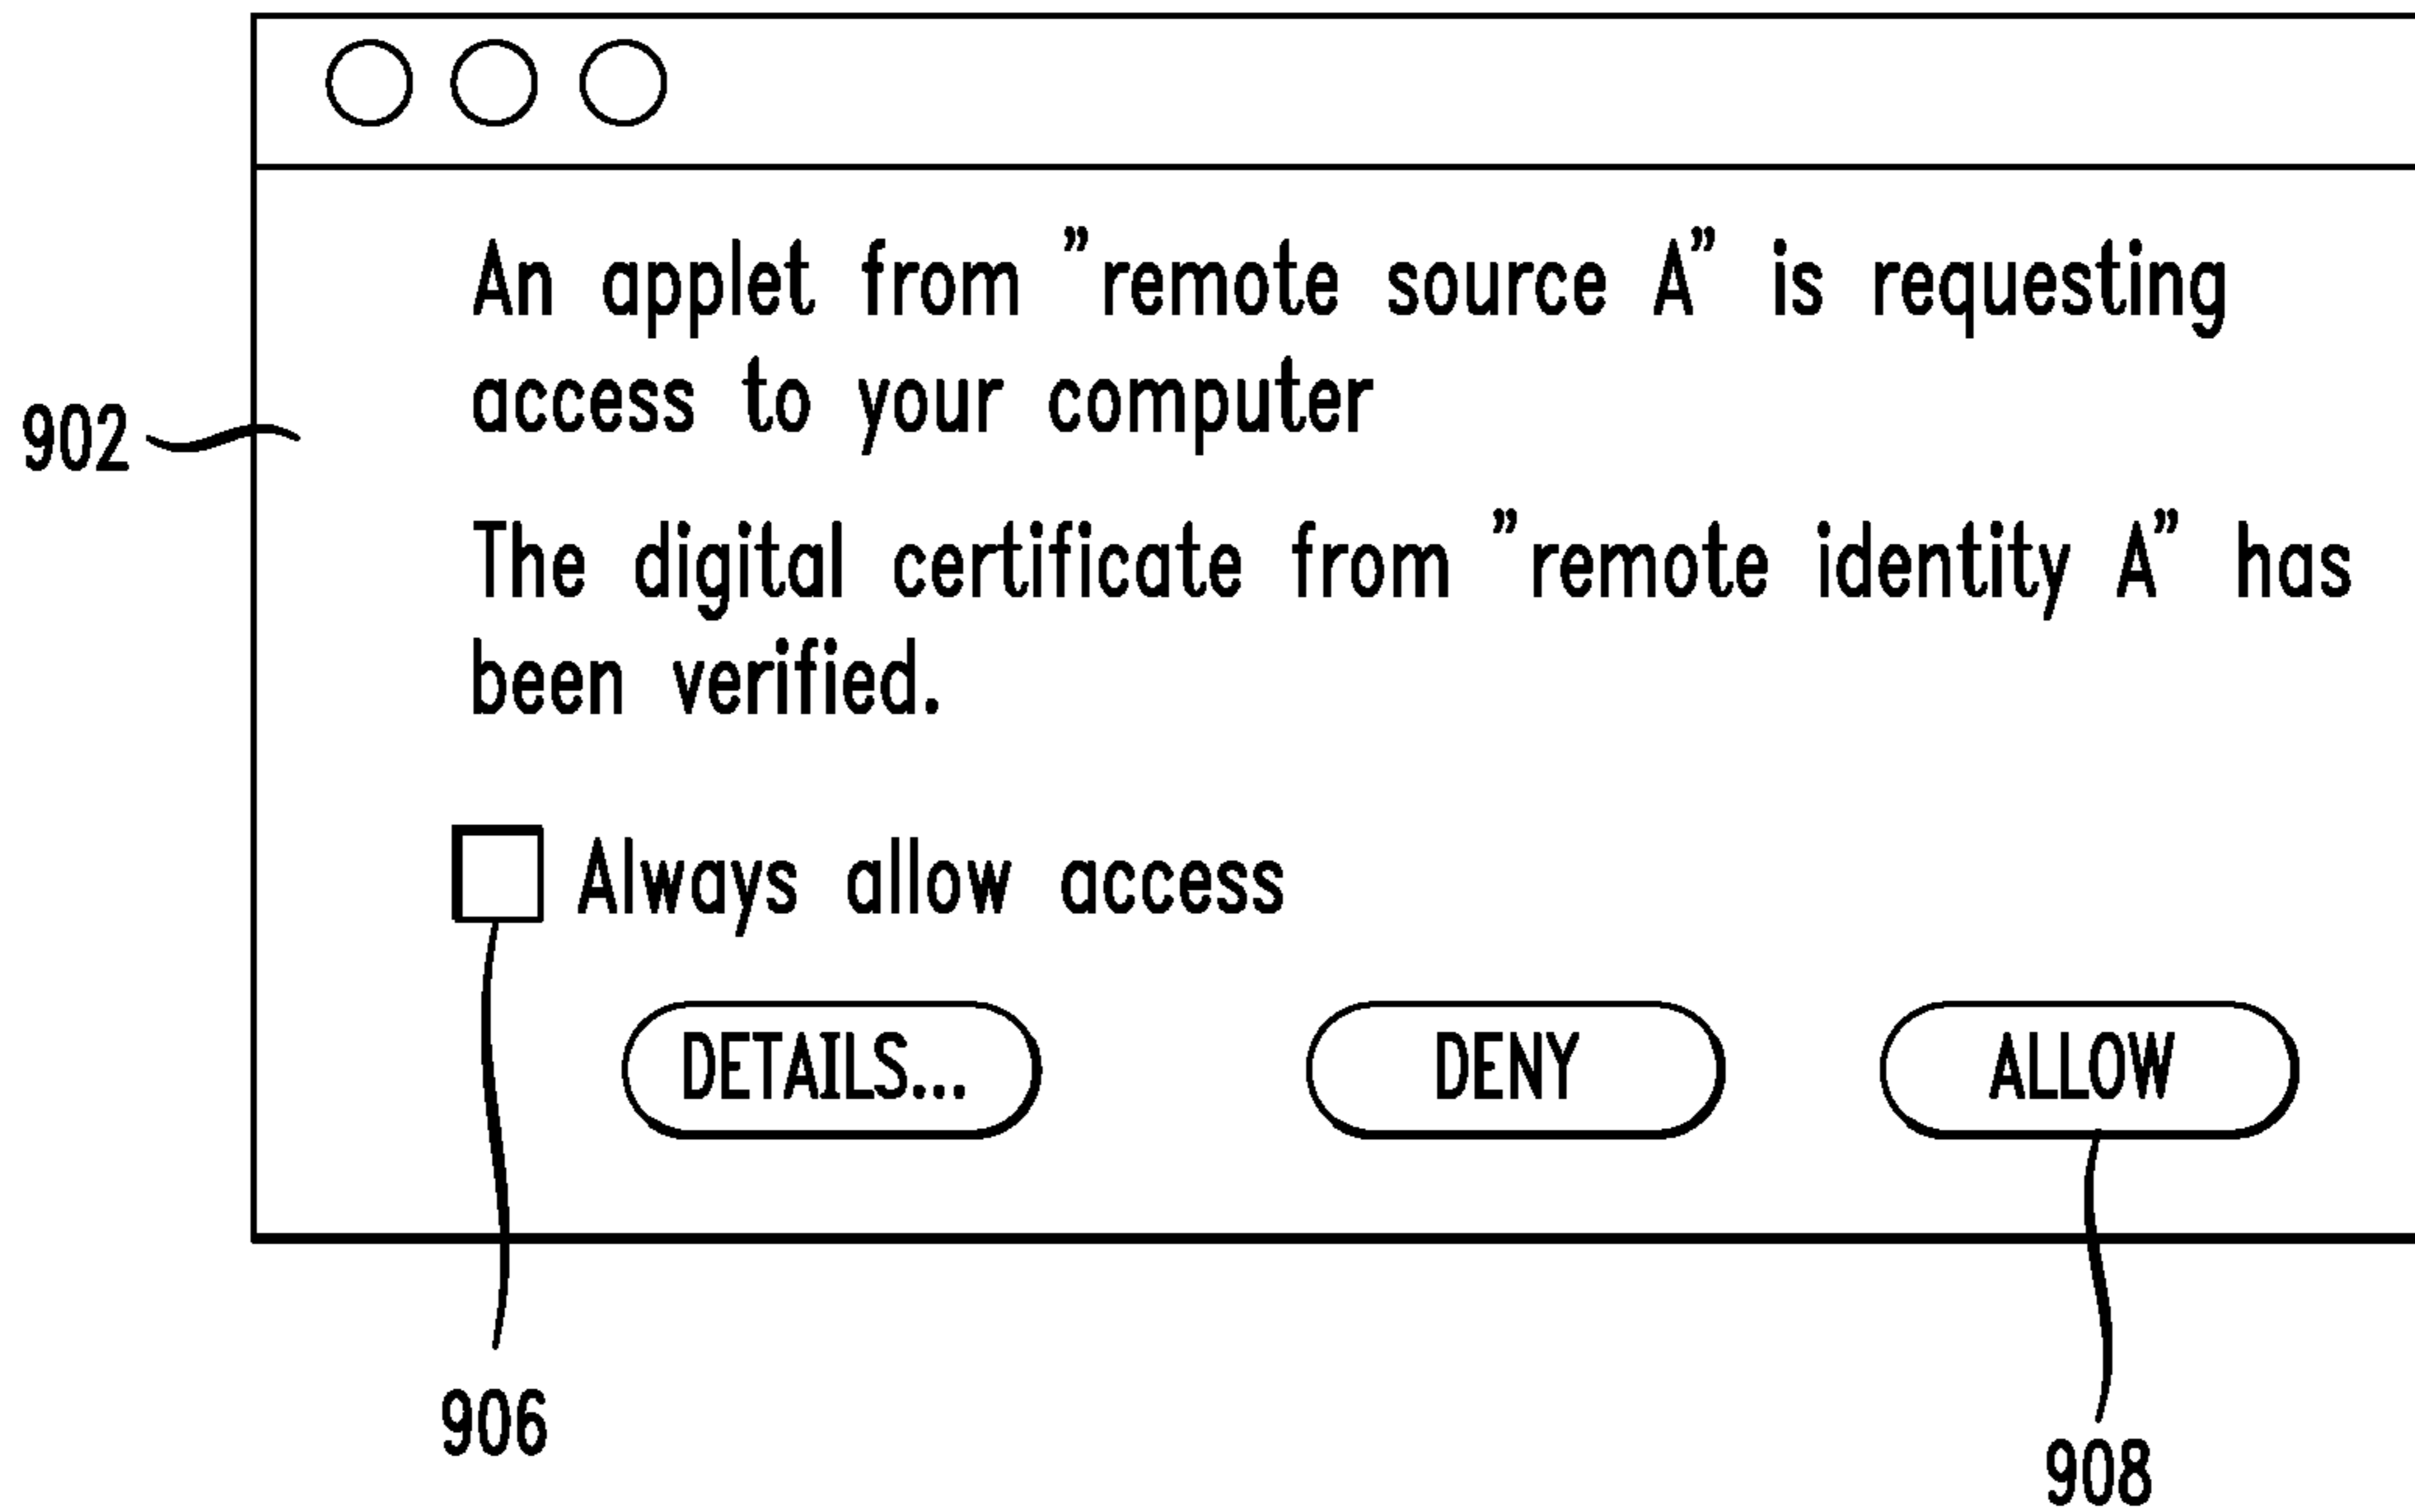 An applet from "remote source A" is requesting
access to your computer
902
The digital certificate from "remote identity A" has
been verified.
Always allow access
DETAILS... DENY ALLOW
906
908